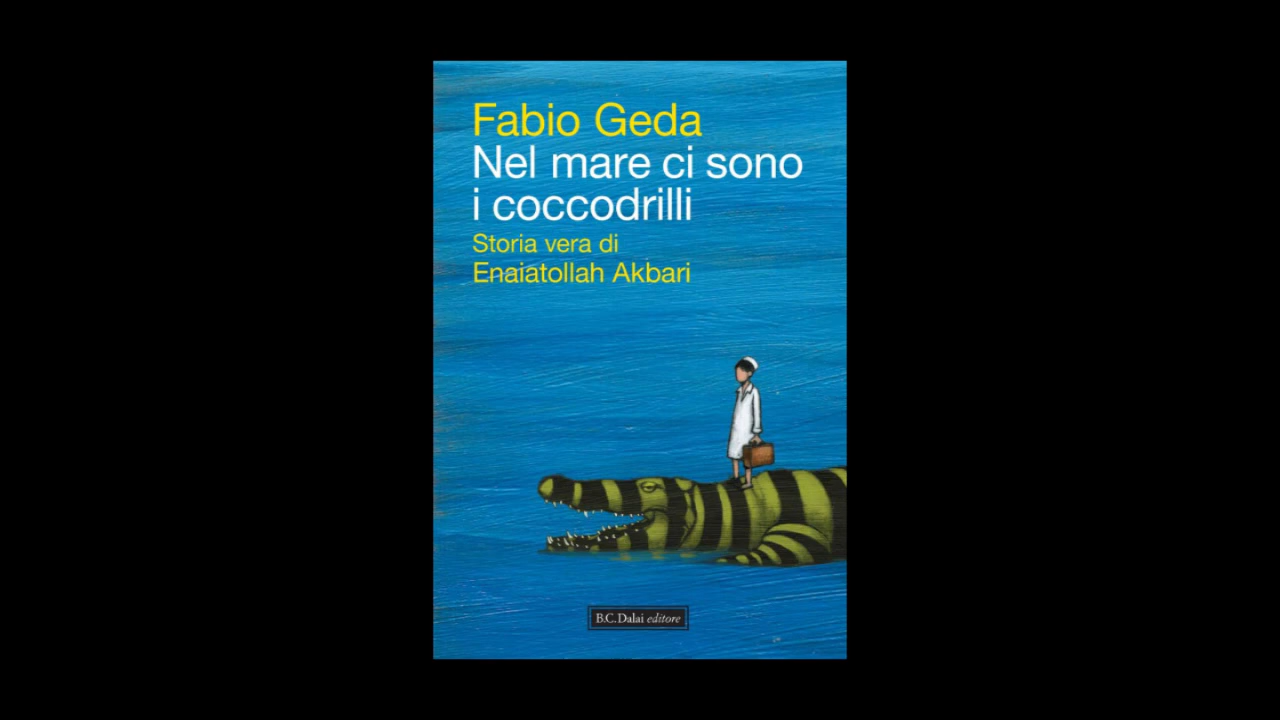 Fabio Geda
Nel mare ci sono
i coccodrilli
Storia vera di
Enaiatollah Akbari
B.C.Dalai editore